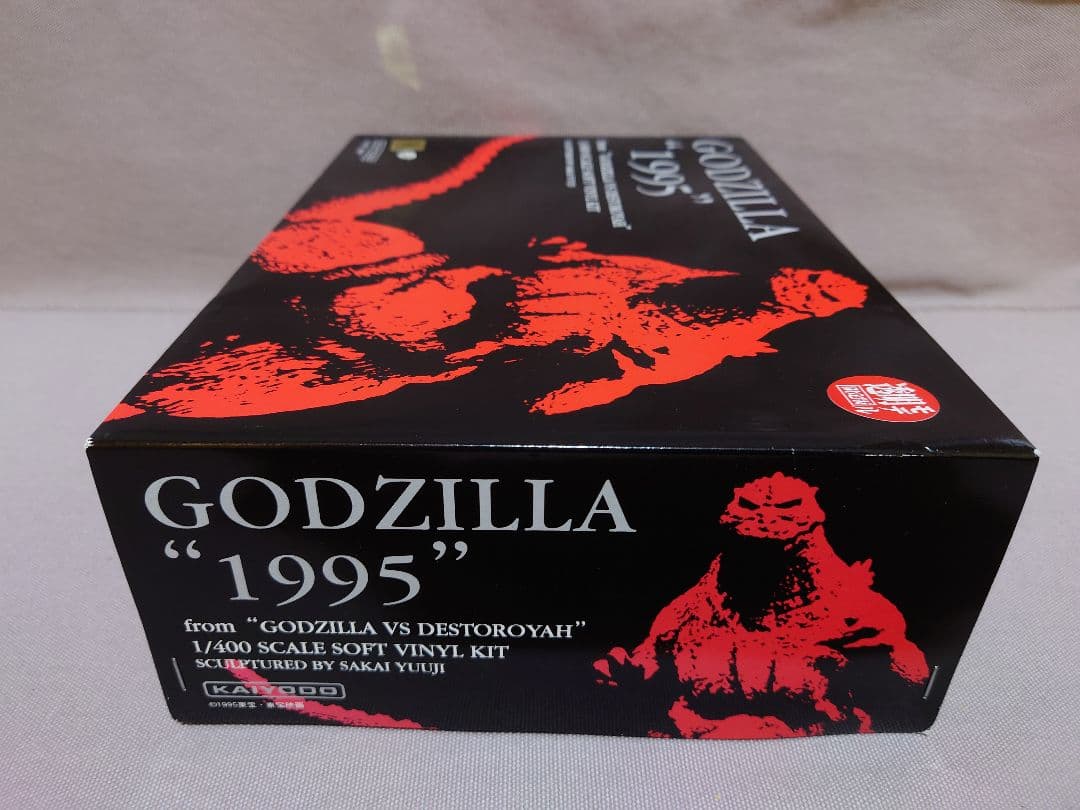 GODZILLA
"1995"
GODZILLA
“1995”
from “GODZILLA VS DESTOROYAH”
1/400 SCALE SOFT VINYL KIT
SCULPTURED BY SAKAI YUUJI
KAIYODO
©1995東宝・東宝映画